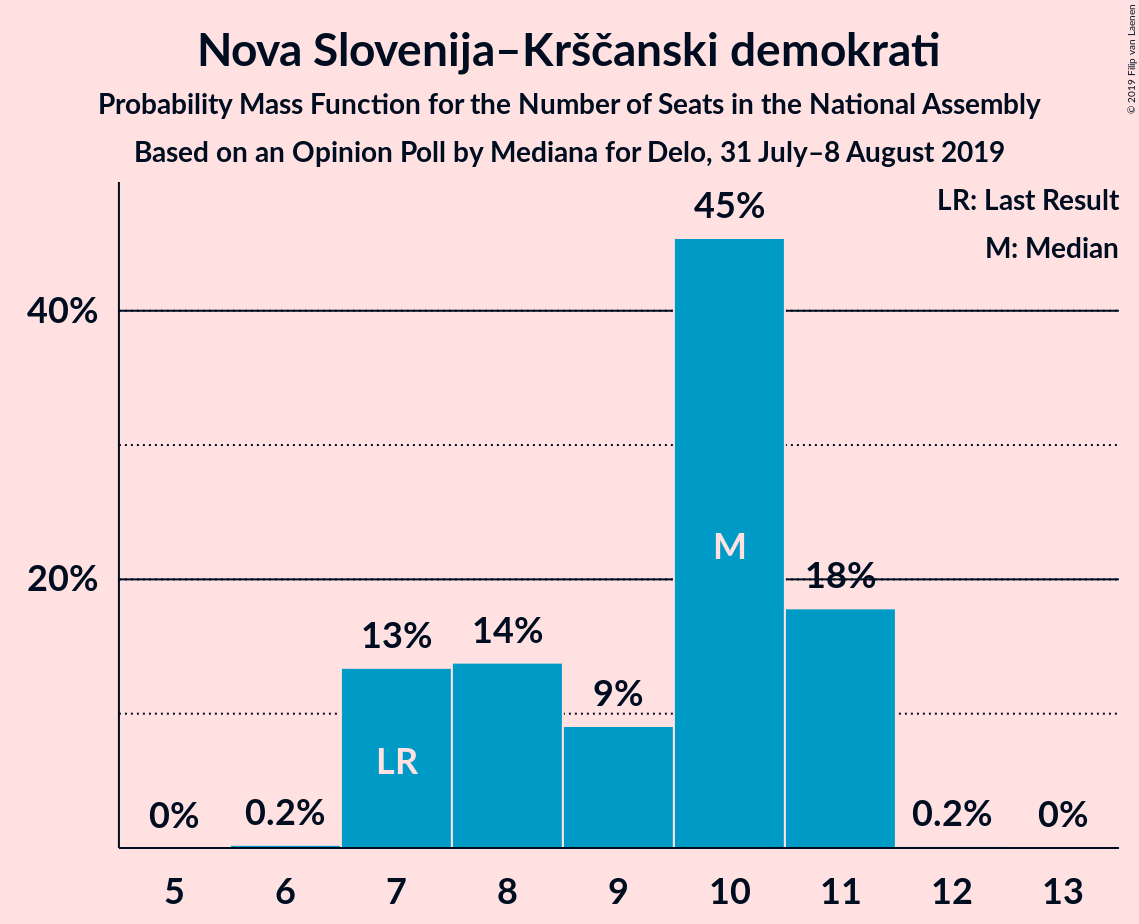 Nova Slovenija–Krščanski demokrati
Probability Mass Function for the Number of Seats in the National Assembly
Based on an Opinion Poll by Mediana for Delo, 31 July–8 August 2019
© 2019 Filip van Laenen
LR: Last Result
M: Median
45%
40%
M
20%
18%
13%
14%
9%
LR
0%
0.2%
0.2%
0%
5 6 7 8 9 10 11 12 13